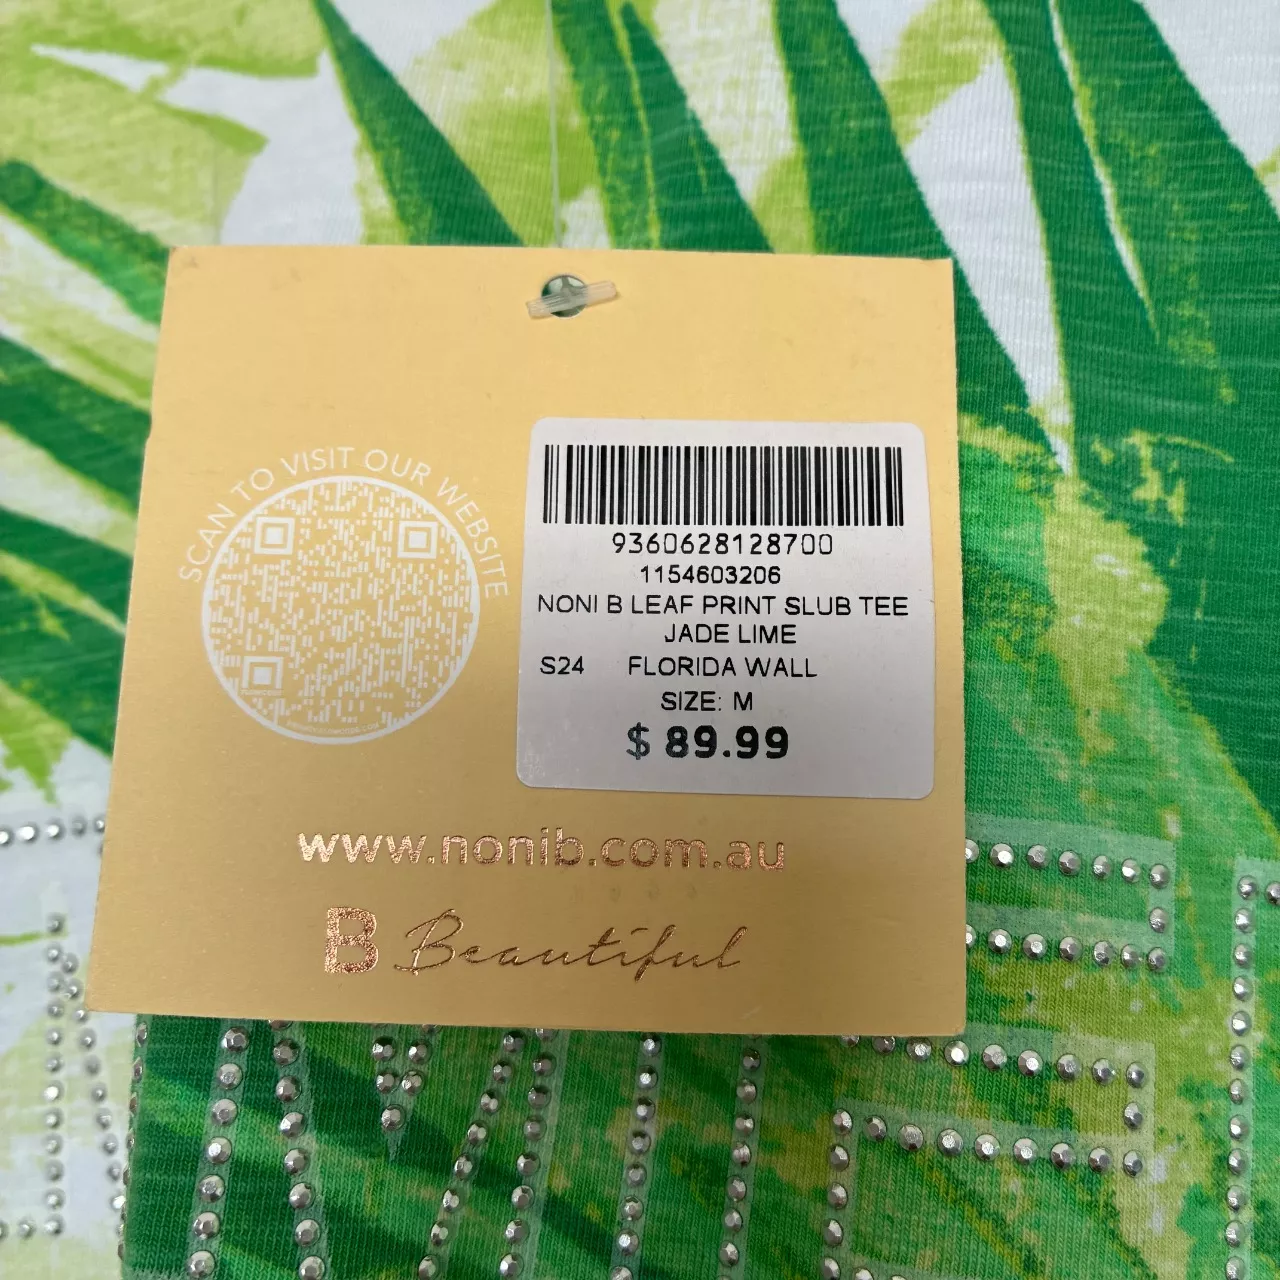 SCAN TO VISIT OUR WEBSITE
9360628128700
1154603206
NONI B LEAF PRINT SLUB TEE
JADE LIME
S24 FLORIDA WALL
SIZE: M
$ 89.99
www.nonib.com.au
B Beautiful